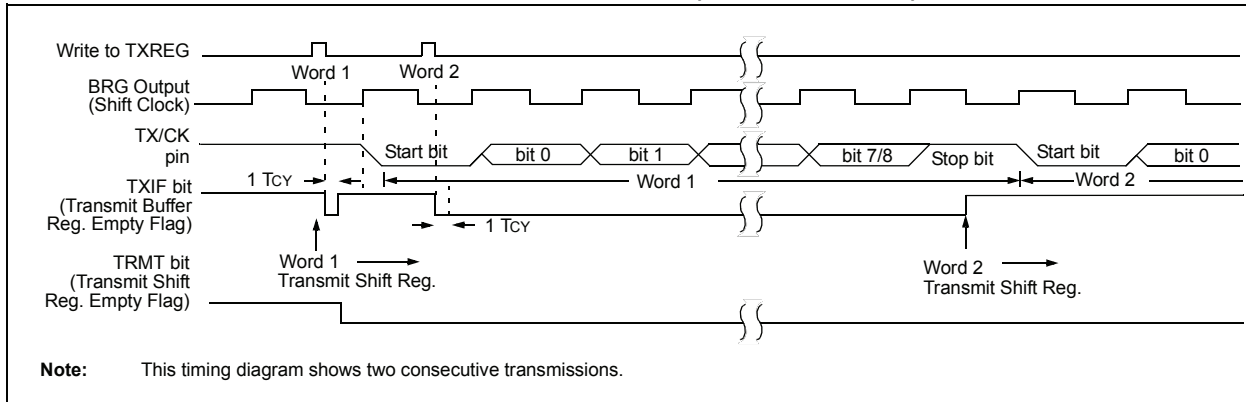 Write to TXREG
Word 1
Word 2
BRG Output
(Shift Clock)
TX/CK
pin
Start bit
bit 0
bit 1
bit 7/8
Stop bit
Start bit
bit 0
1 TCY
Word 1
Word 2
TXIF bit
(Transmit Buffer
Reg. Empty Flag)
1 TCY
Word 1
Transmit Shift Reg.
Word 2
Transmit Shift Reg.
TRMT bit
(Transmit Shift
Reg. Empty Flag)
Note: This timing diagram shows two consecutive transmissions.